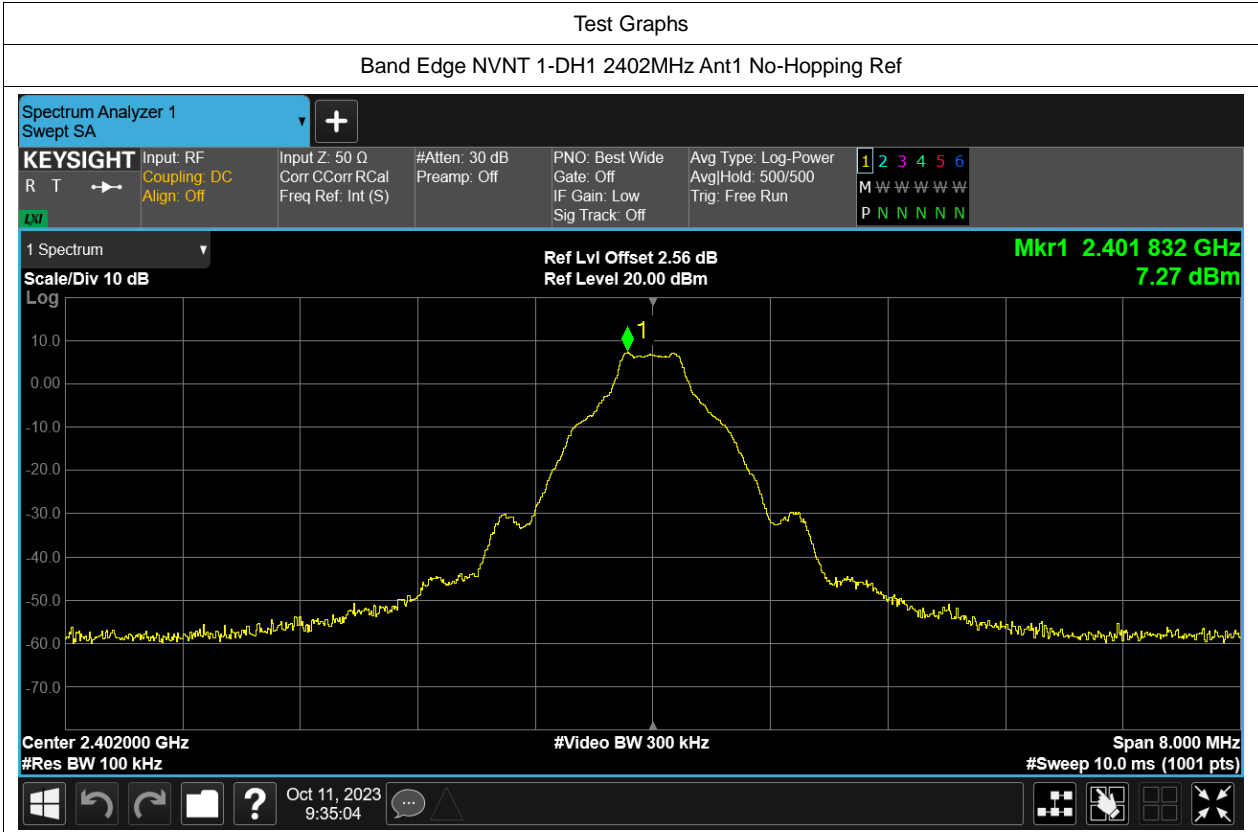 Test Graphs
Band Edge NVNT 1-DH1 2402MHz Ant1 No-Hopping Ref
Spectrum Analyzer 1
Swept SA
KEYSIGHT
R T
LXI
Input: RF
Coupling: DC
Align: Off
Input Z: 50 Ω
Corr CCorr RCal
Freq Ref: Int (S)
#Atten: 30 dB
Preamp: Off
PNO: Best Wide
Gate: Off
IF Gain: Low
Sig Track: Off
Avg Type: Log-Power
Avg|Hold: 500/500
Trig: Free Run
1 2 3 4 5 6
M W W W W W
P N N N N N
1 Spectrum
Scale/Div 10 dB
Ref Lvl Offset 2.56 dB
Ref Level 20.00 dBm
Mkr1 2.401 832 GHz
7.27 dBm
Log
1
10.0
0.00
-10.0
-20.0
-30.0
-40.0
-50.0
-60.0
-70.0
Center 2.402000 GHz
#Video BW 300 kHz
Span 8.000 MHz
#Res BW 100 kHz
#Sweep 10.0 ms (1001 pts)
?
Oct 11, 2023
9:35:04